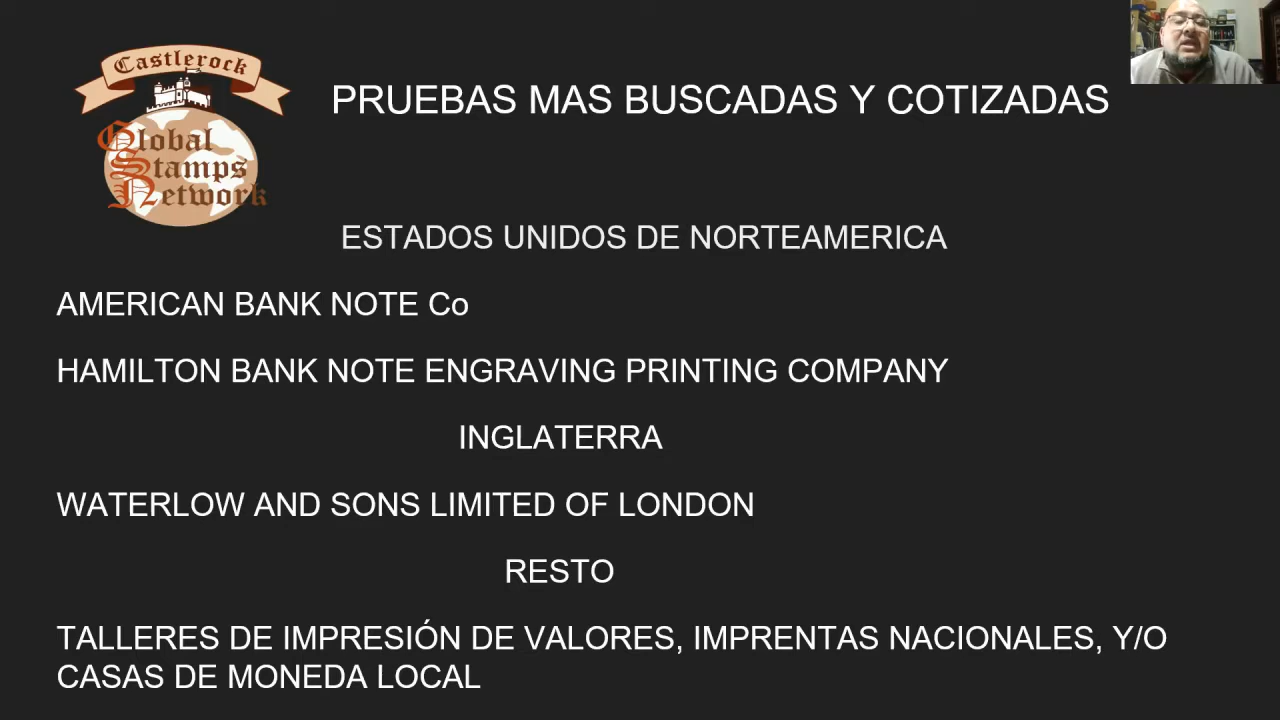 Castlerock
Global
Stamps
Network
PRUEBAS MAS BUSCADAS Y COTIZADAS
ESTADOS UNIDOS DE NORTEAMERICA
AMERICAN BANK NOTE Co
HAMILTON BANK NOTE ENGRAVING PRINTING COMPANY
INGLATERRA
WATERLOW AND SONS LIMITED OF LONDON
RESTO
TALLERES DE IMPRESIÓN DE VALORES, IMPRENTAS NACIONALES, Y/O
CASAS DE MONEDA LOCAL